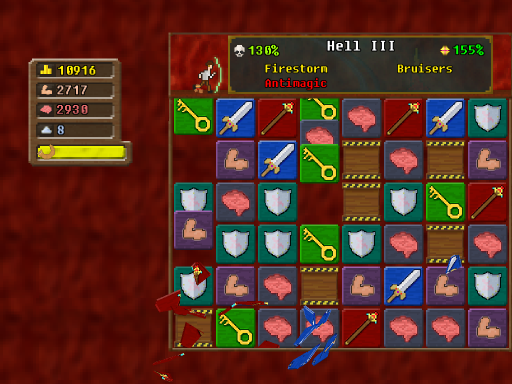 Hell III
130%
155%
Firestorm
Bruisers
Antimagic
10916
2717
2930
8